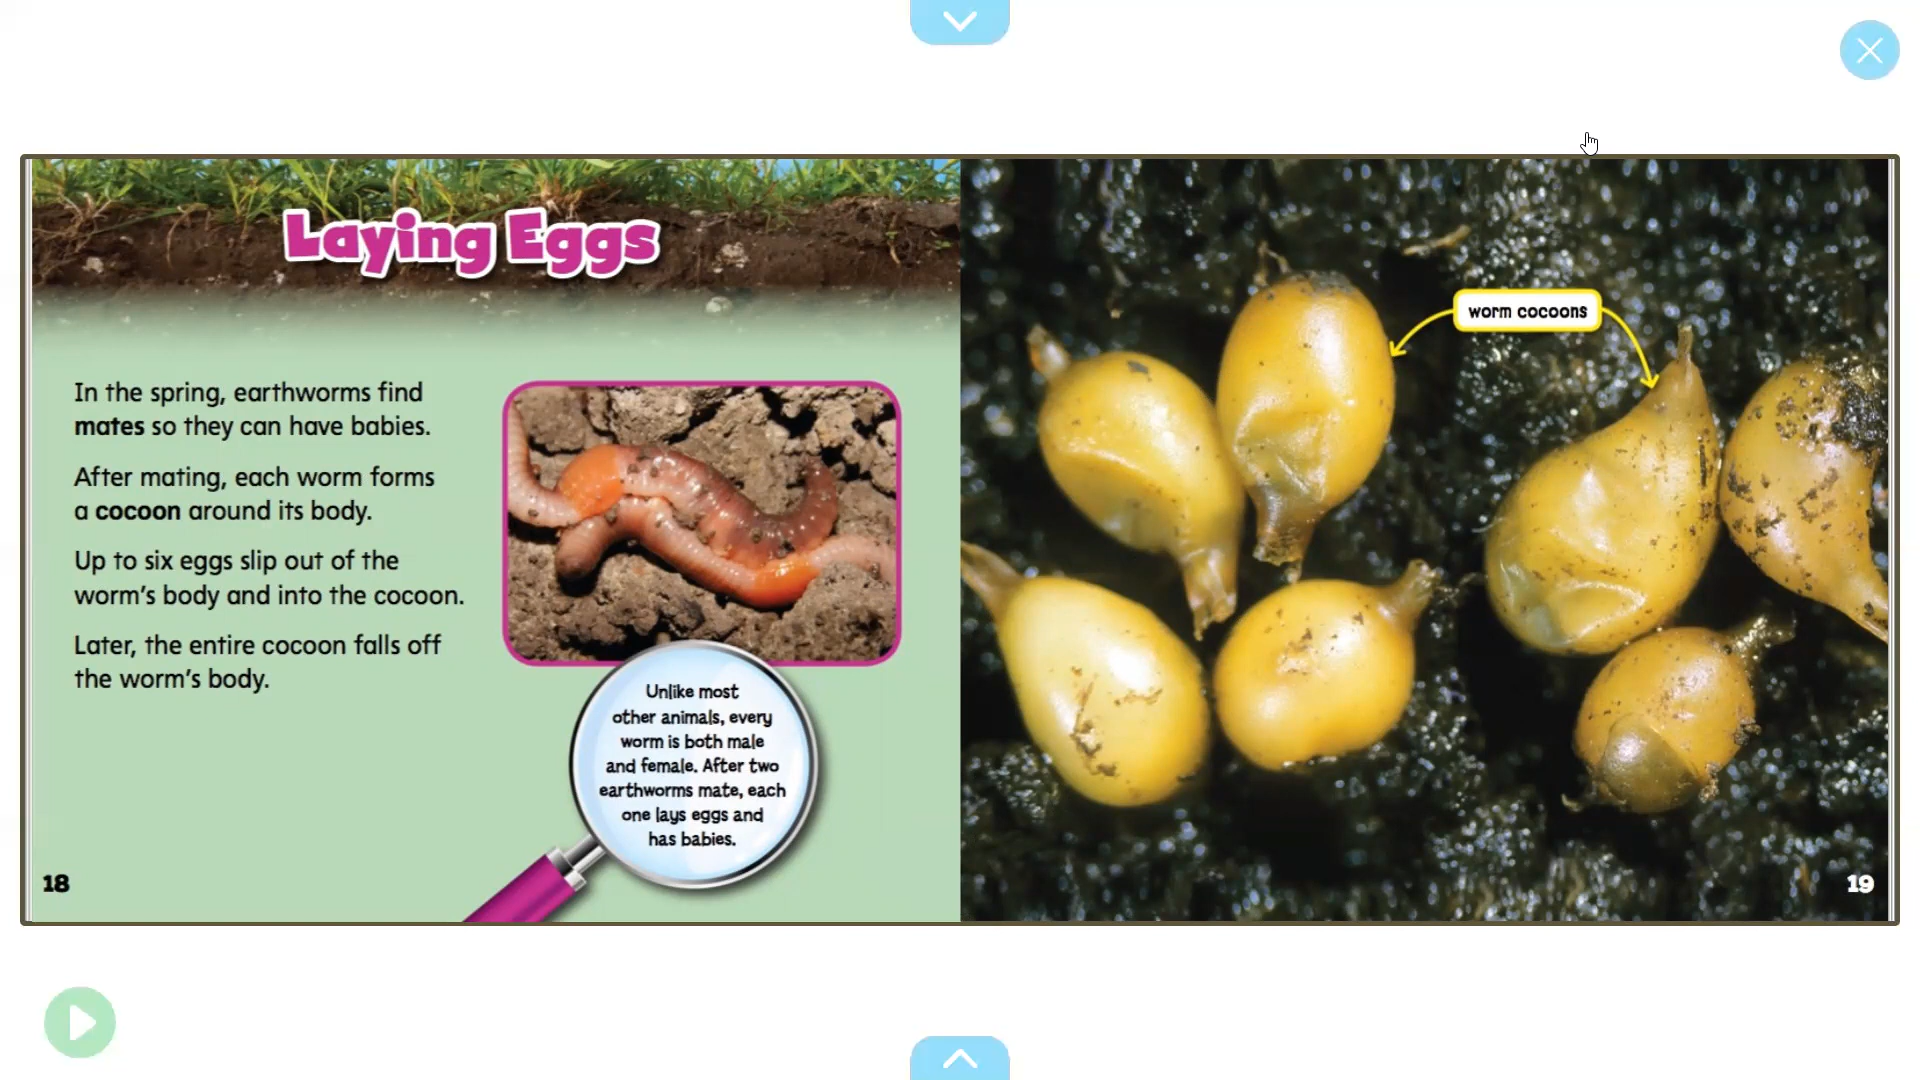 Laying Eggs
In the spring, earthworms find
mates so they can have babies.
After mating, each worm forms
a cocoon around its body.
Up to six eggs slip out of the
worm's body and into the cocoon.
Later, the entire cocoon falls off
the worm's body.
Unlike most
other animals, every
worm is both male
and female. After two
earthworms mate, each
one lays eggs and
has babies.
18
worm cocoons
19